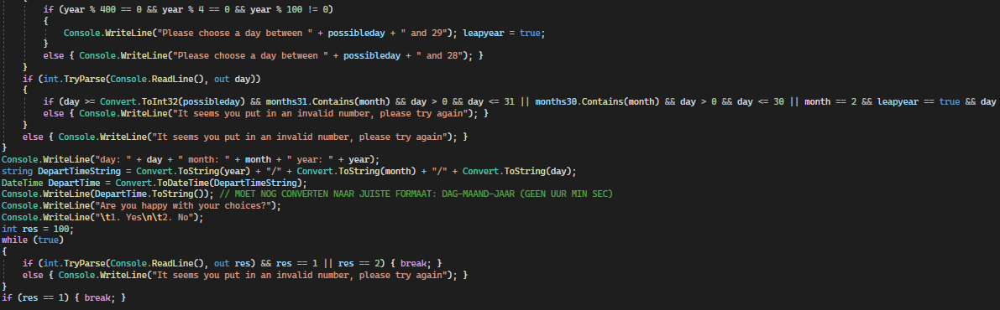 if (year % 400 == 0 && year % 4 == 0 && year % 100 != 0)
{
Console.WriteLine("Please choose a day between " + possibleday + " and 29"); leapyear = true;
}
else { Console.WriteLine("Please choose a day between " + possibleday + " and 28"); }
}
if (int.TryParse(Console.ReadLine(), out day))
{
if (day >= Convert.ToInt32(possibleday) && months31.Contains(month) && day > 0 && day <= 31 || months30.Contains(month) && day > 0 && day <= 30 || month == 2 && leapyear == true && day
else { Console.WriteLine("It seems you put in an invalid number, please try again"); }
}
else { Console.WriteLine("It seems you put in an invalid number, please try again"); }
}
Console.WriteLine("day: " + day + " month: " + month + " year: " + year);
string DepartTimeString = Convert.ToString(year) + "/" + Convert.ToString(month) + "/" + Convert.ToString(day);
DateTime DepartTime = Convert.ToDateTime(DepartTimeString);
Console.WriteLine(DepartTime.ToString()); // MOET NOG CONVERTEN NAAR JUISTE FORMAAT: DAG-MAAND-JAAR (GEEN UUR MIN SEC)
Console.WriteLine("Are you happy with your choices?");
Console.WriteLine("\t1. Yes\n\t2. No");
int res = 100;
while (true)
{
if (int.TryParse(Console.ReadLine(), out res) && res == 1 || res == 2) { break; }
else { Console.WriteLine("It seems you put in an invalid number, please try again"); }
}
if (res == 1) { break; }